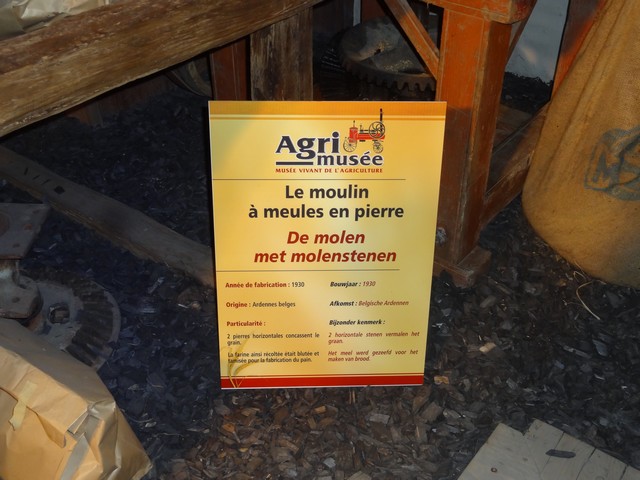 Agri
musée
MUSÉE VIVANT DE L'AGRICULTURE
Le moulin
à meules en pierre
De molen
met molenstenen
Année de fabrication : 1930
Bouwjaar : 1930
Origine : Ardennes belges
Afkomst : Belgische Ardennen
Particularité :
2 pierres horizontales concassent le
grain.
La farine ainsi recoltée était blutée et
tamisée pour la fabrication du pain.
Bijzonder kenmerk :
2 horizontale stenen vermalen het
graan.
Het meel werd gezeefd voor het
maken van brood.